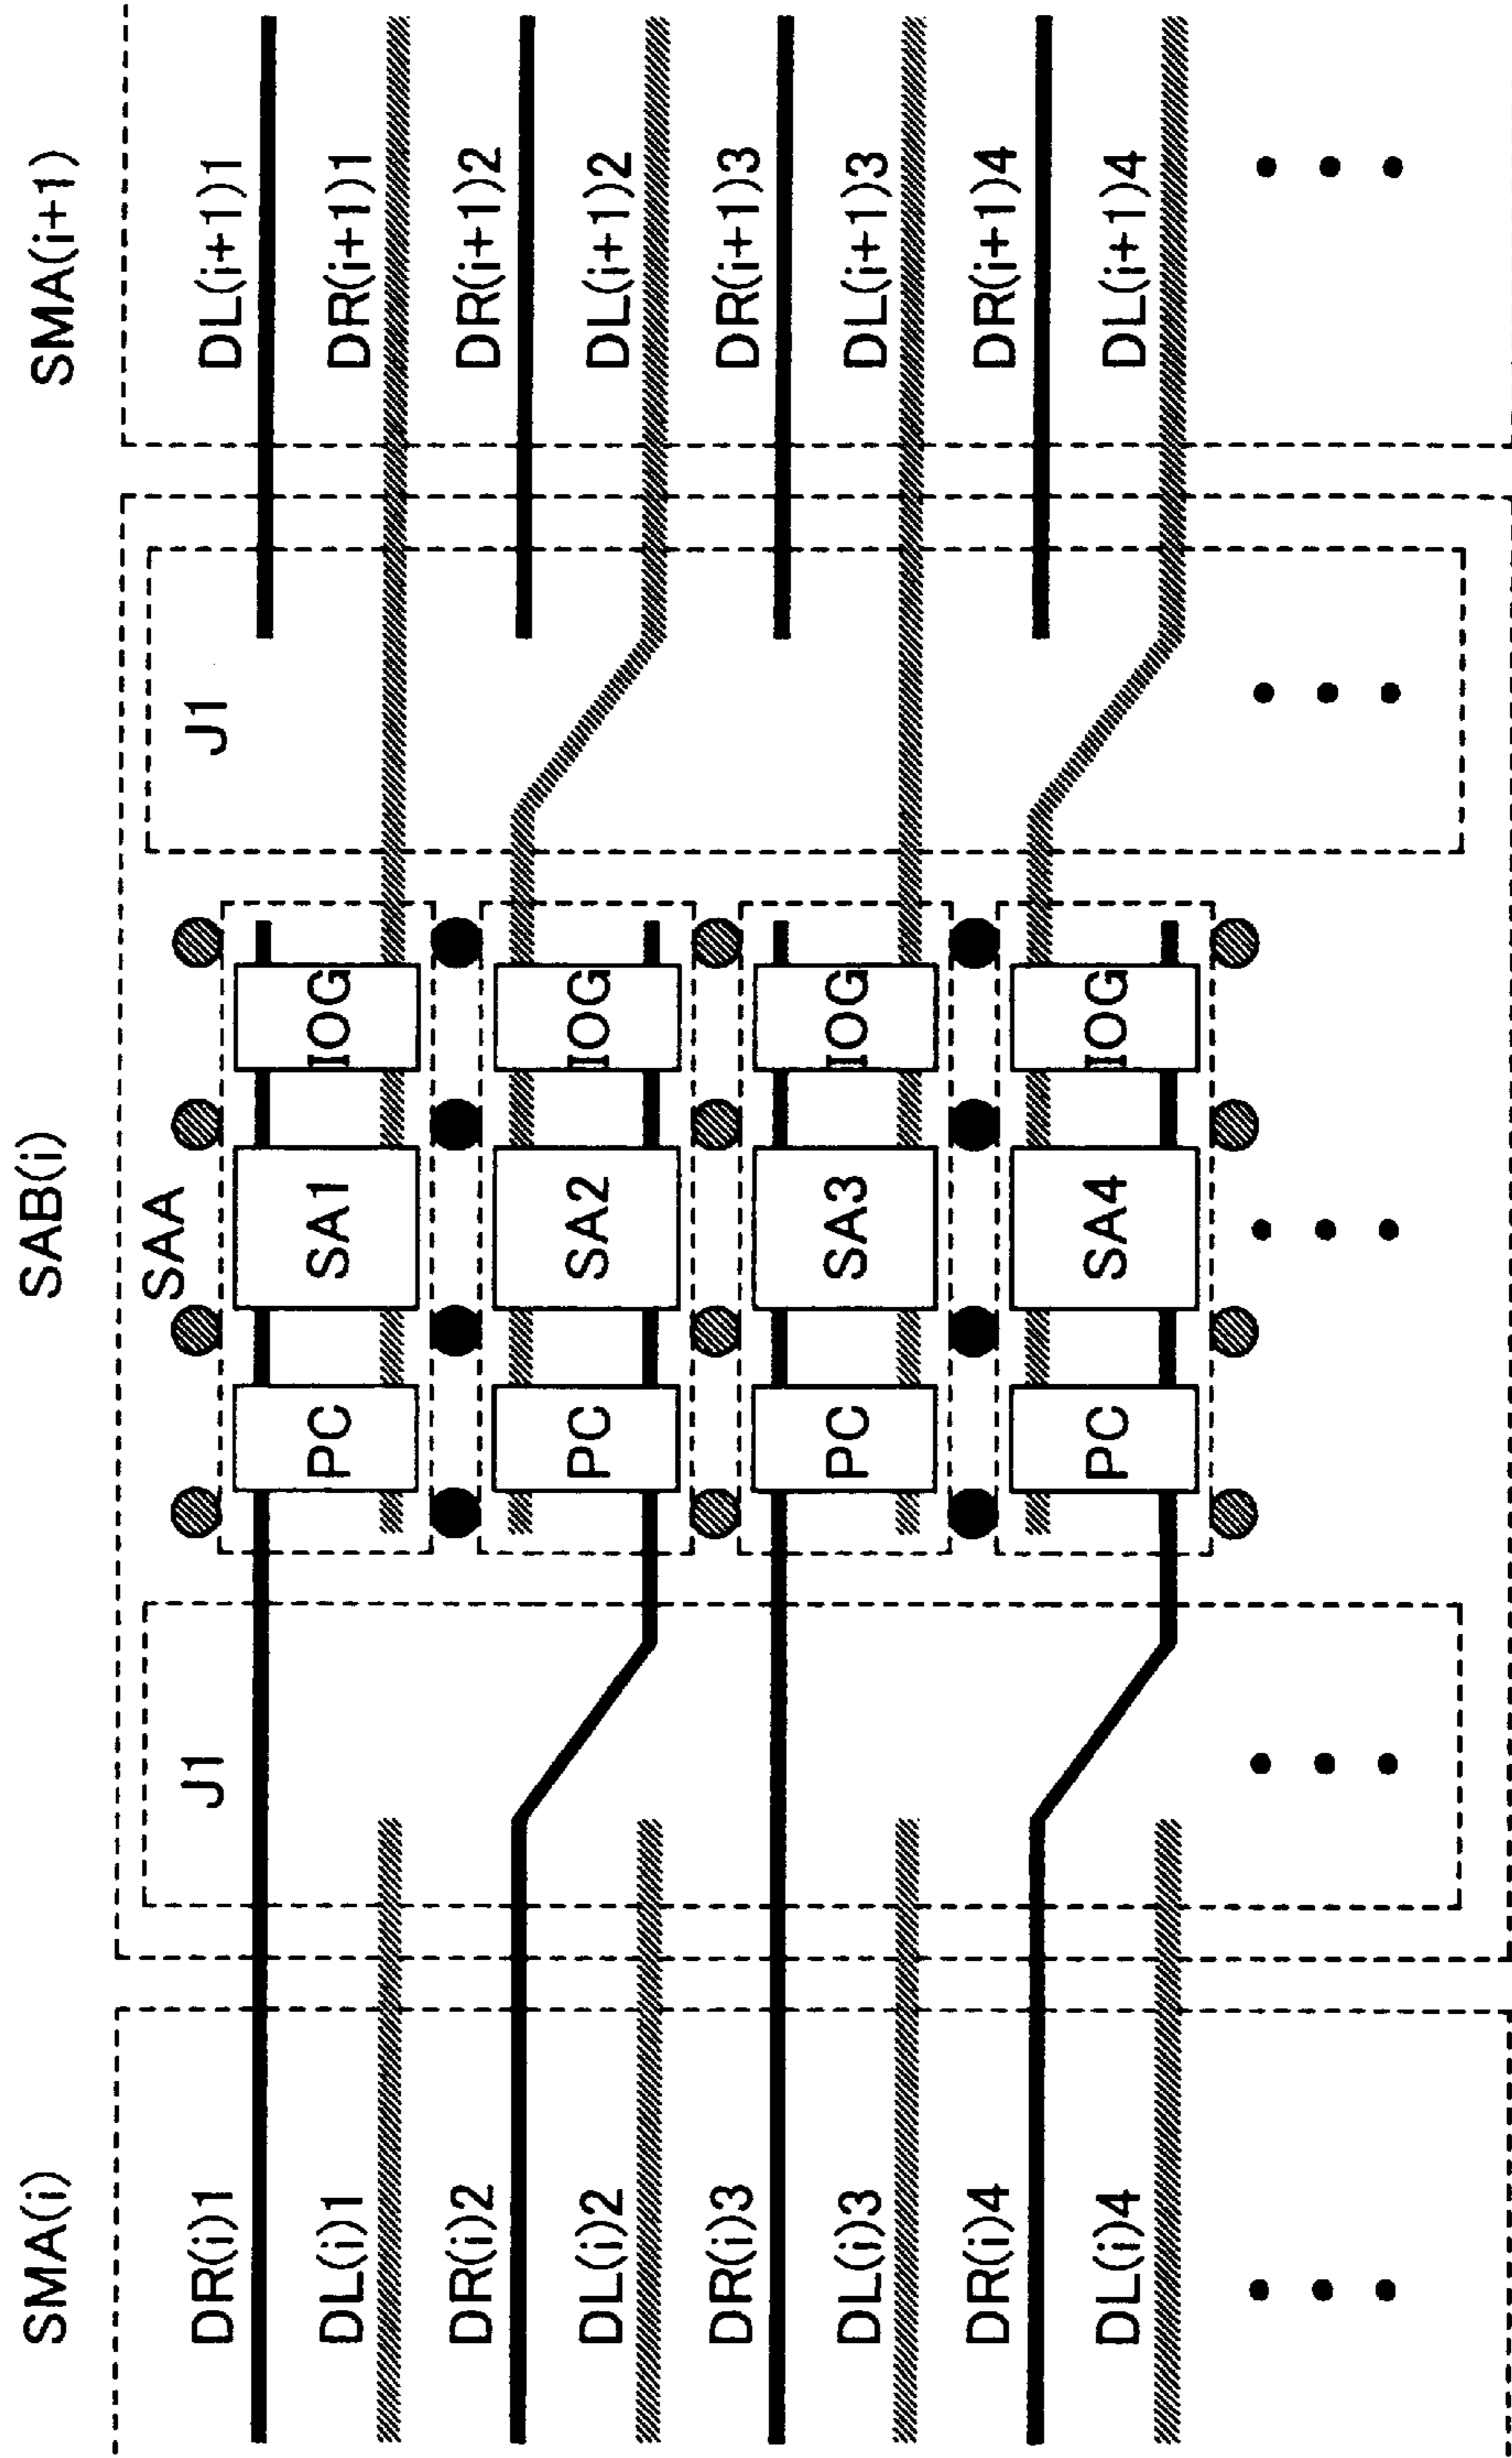 SMA(i)
SAB(i)
SMA(i+1)
DR(i)1
DL(i)1
DR(i)2
DL(i)2
DR(i)3
DL(i)3
DR(i)4
DL(i)4
J1
SAA
PC
SA1
IOG
PC
SA2
IOG
PC
SA3
IOG
PC
SA4
IOG
J1
DL(i+1)1
DR(i+1)1
DR(i+1)2
DL(i+1)2
DR(i+1)3
DL(i+1)3
DR(i+1)4
DL(i+1)4